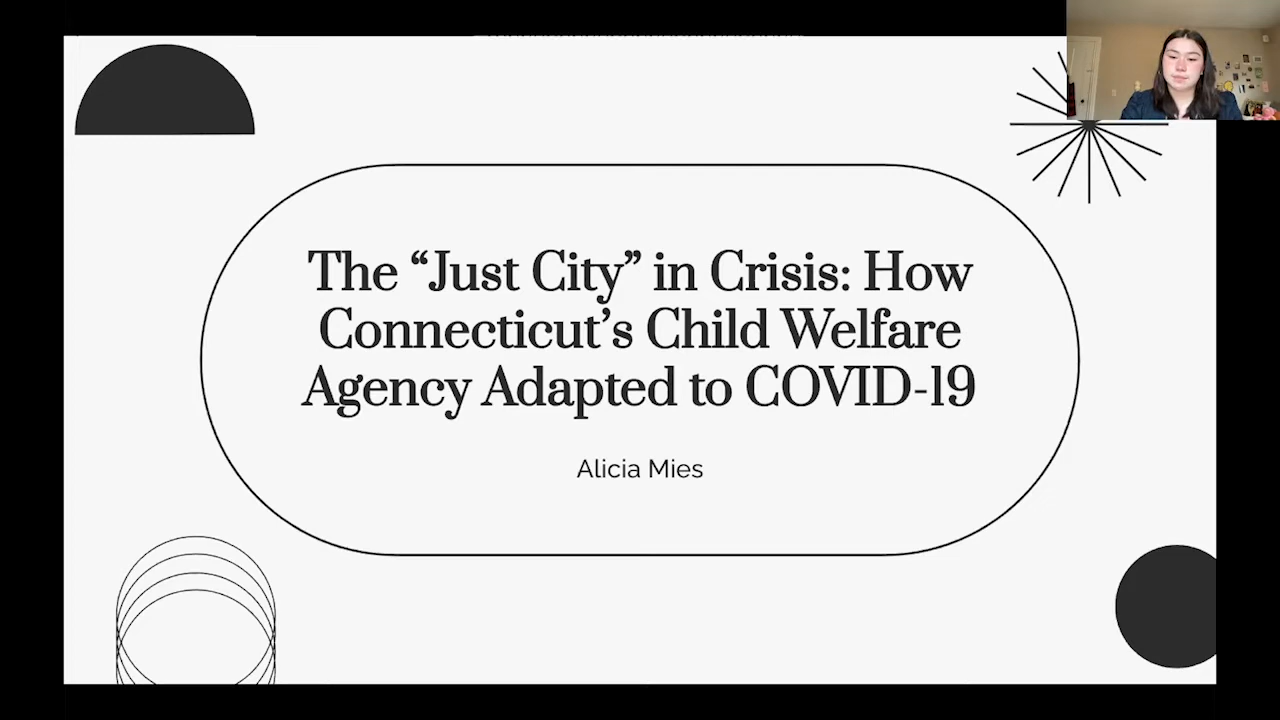 The “Just City” in Crisis: How
Connecticut’s Child Welfare
Agency Adapted to COVID-19
Alicia Mies